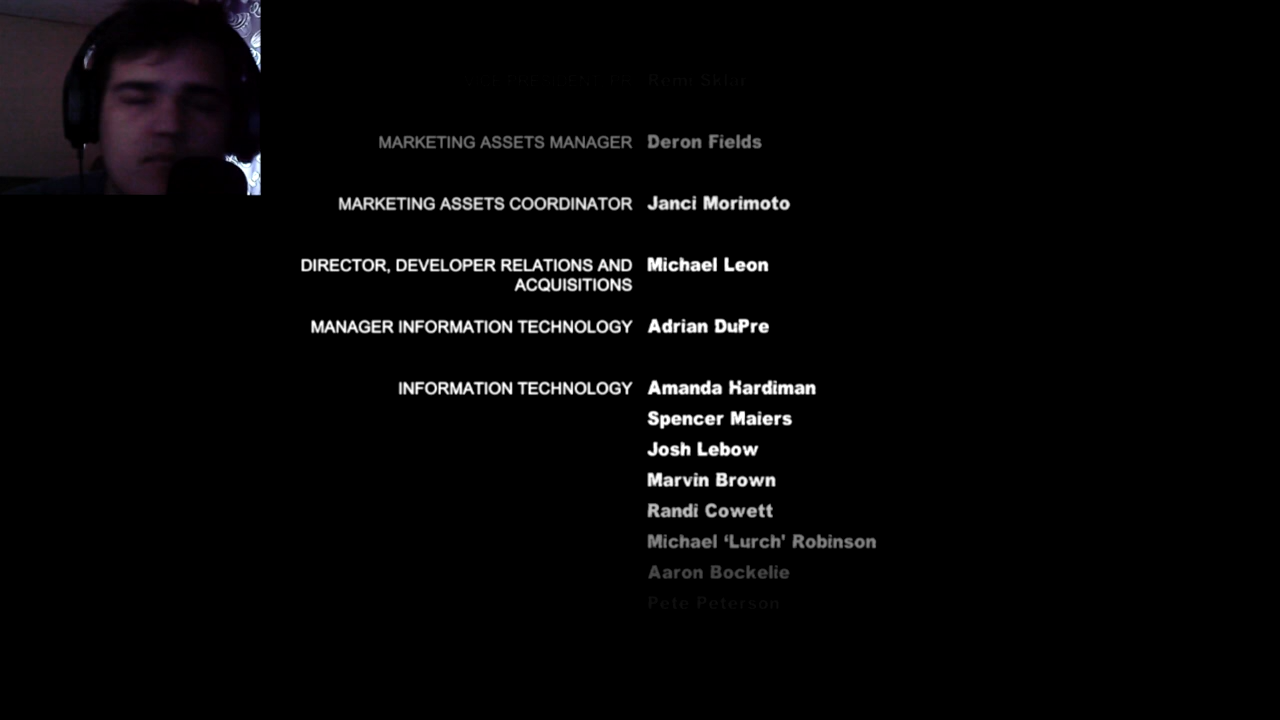 MARKETING ASSETS MANAGER Deron Fields
MARKETING ASSETS COORDINATOR Janci Morimoto
DIRECTOR, DEVELOPER RELATIONS AND Michael Leon
ACQUISITIONS
MANAGER INFORMATION TECHNOLOGY Adrian DuPre
INFORMATION TECHNOLOGY Amanda Hardiman
Spencer Maiers
Josh Lebow
Marvin Brown
Randi Cowett
Michael ‘Lurch' Robinson
Aaron Bockelie
Pete Peterson